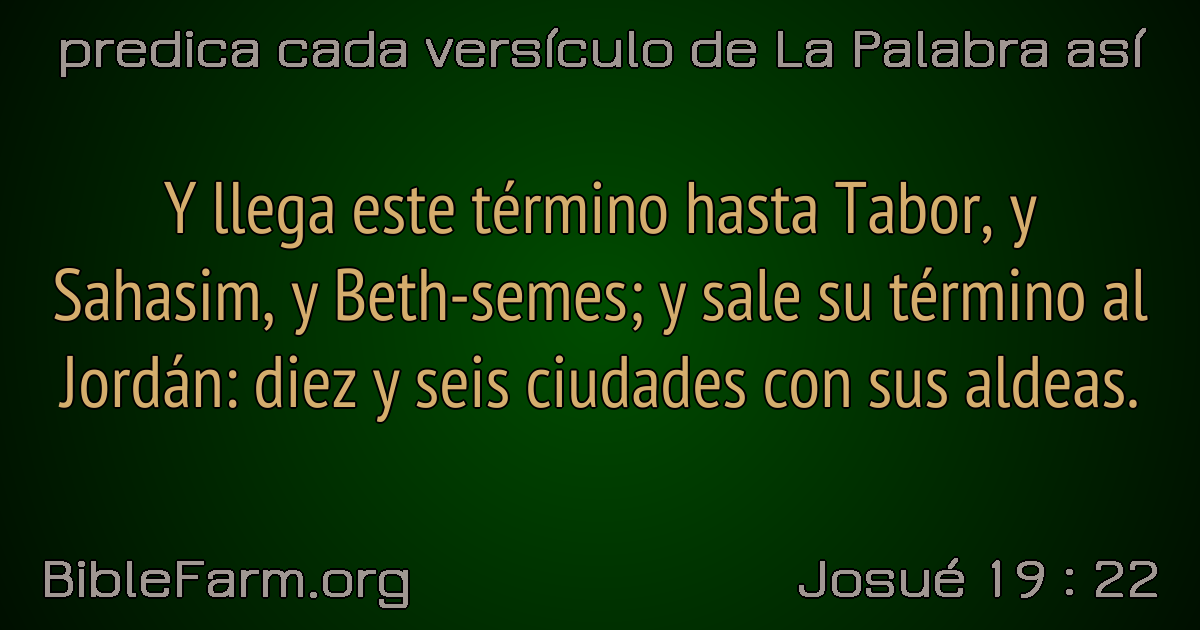 predica cada versículo de La Palabra así
Y llega este término hasta Tabor, y
Sahasim, y Beth-semes; y sale su término al
Jordán: diez y seis ciudades con sus aldeas.
BibleFarm.org
Josué 19 : 22